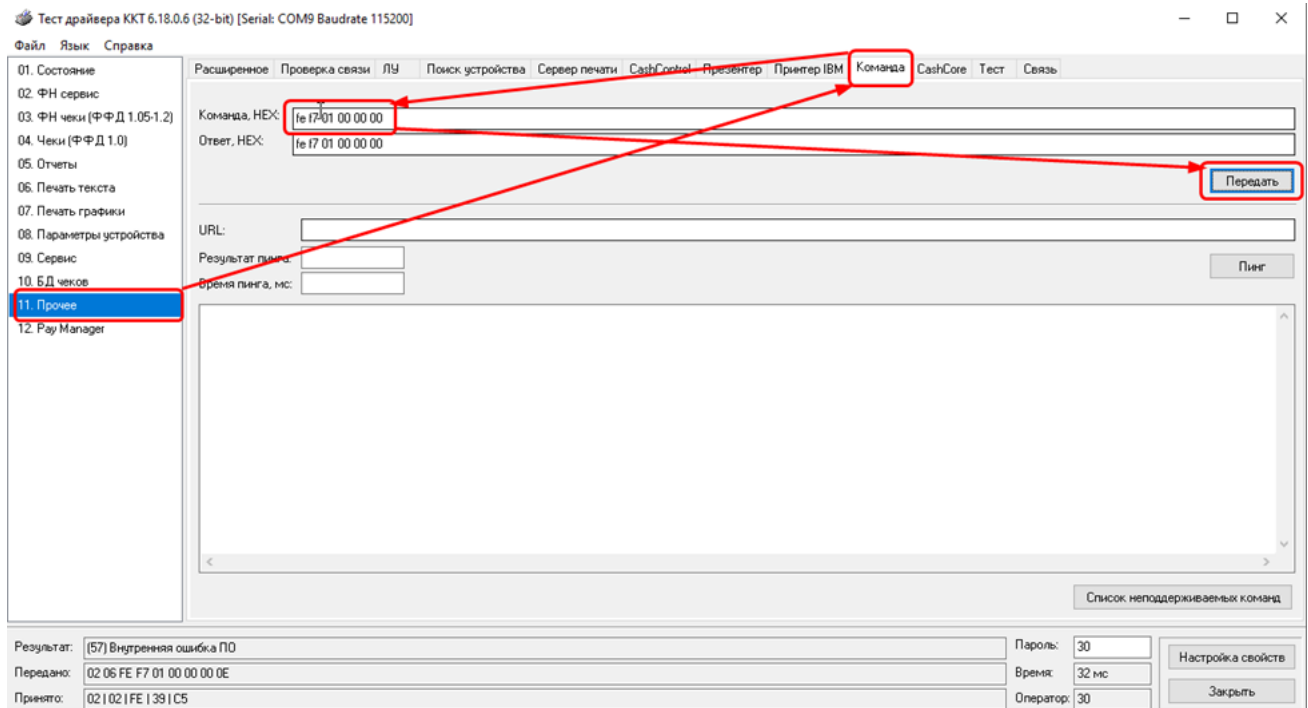 Тест драйвера ККТ 6.18.0.6 (32-bit) [Serial: COM9 Baudrate 115200]
Файл Язык Справка
01. Состояние
02. ФН сервис
03. ФН чеки (ФФД 1.05-1.2)
04. Чеки (ФФД 1.0)
05. Отчеты
06. Печать текста
07. Печать графики
08. Параметры устройства
09. Сервис
10. БД чеков
11. Прочее
12. Pay Manager
Расширенное Проверка связи ЛУ Поиск устройства Сервер печати CashControl Презентер Принтер IBM Команда CashCore Тест Связь
Команда, HEX: fe f7 01 00 00 00
Ответ, HEX: fe f7 01 00 00 00
Передать
URL:
Результат пинга:
Пинг
Время пинга, мс:
Список неподдерживаемых команд
Результат: (57) Внутренняя ошибка ПО
Пароль: 30
Настройка свойств
Передано: 02 06 FE F7 01 00 00 00 0E
Время: 32 мс
Принято: 02 | 02 | FE | 39 | C5
Оператор: 30
Закрыть